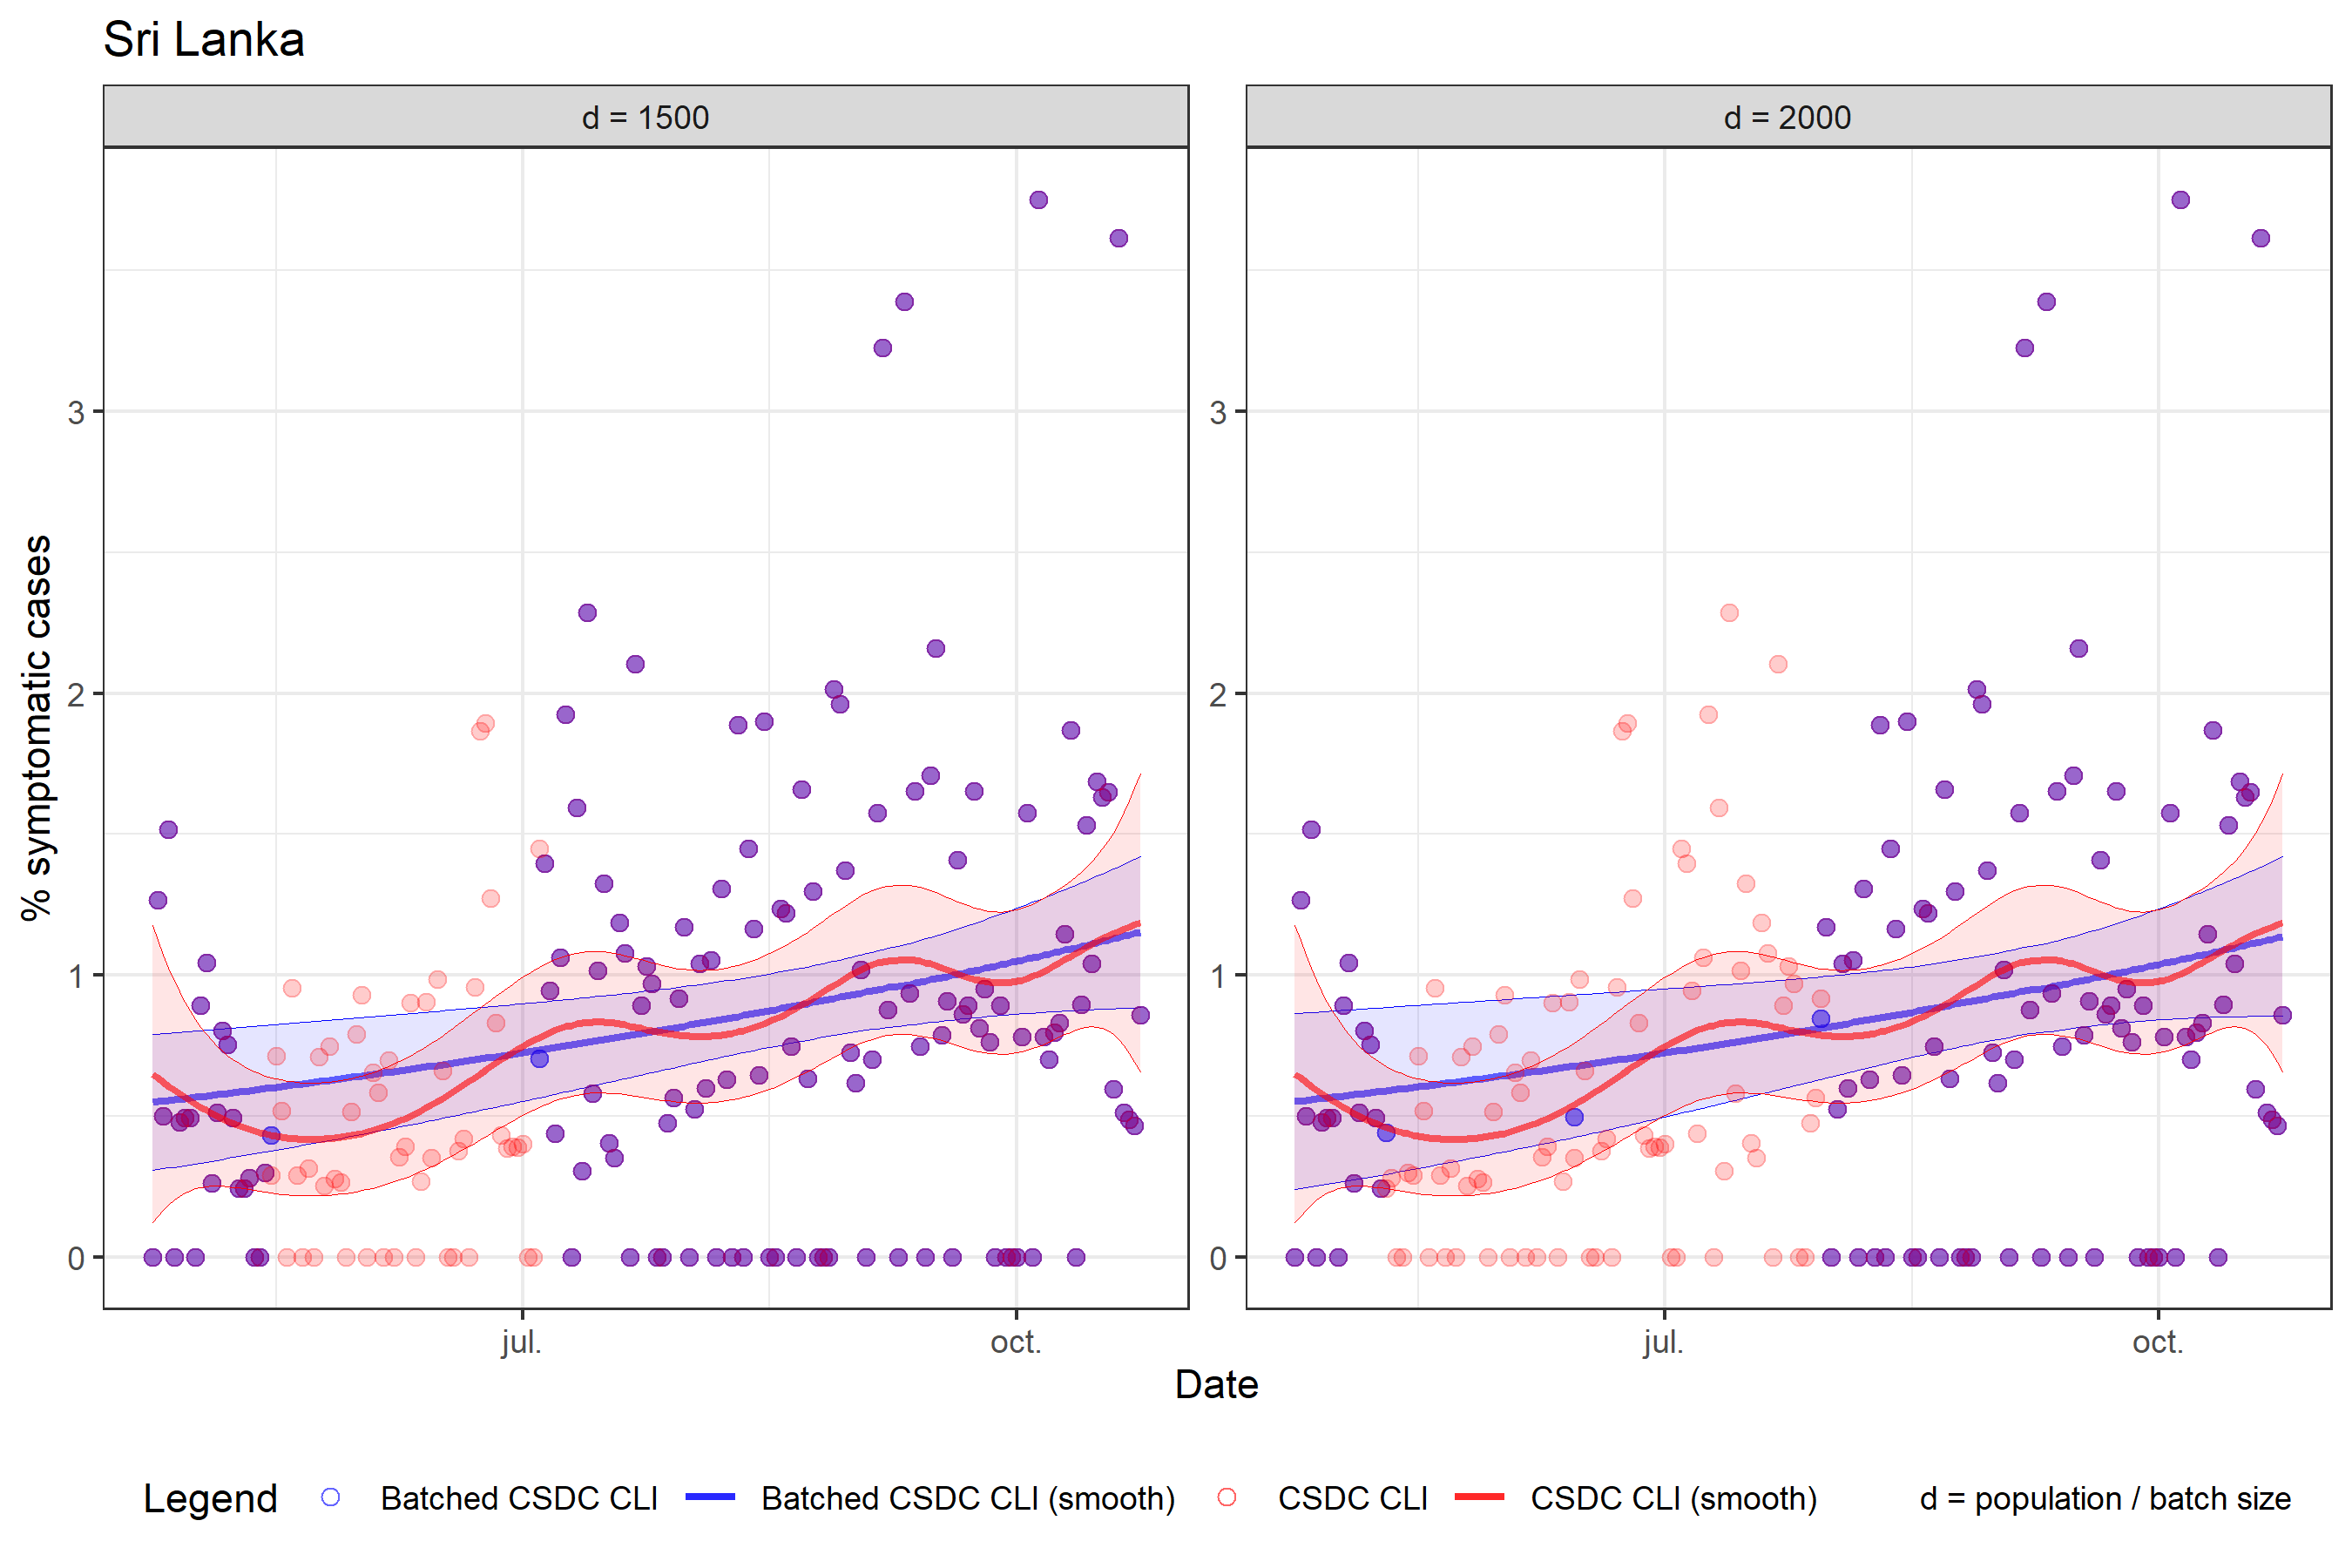 Sri Lanka
d = 1500
d = 2000
% symptomatic cases
3
2
1
0
3
2
1
0
jul.
oct.
jul.
oct.
Date
Legend
Batched CSDC CLI
Batched CSDC CLI (smooth)
CSDC CLI
CSDC CLI (smooth)
d = population / batch size